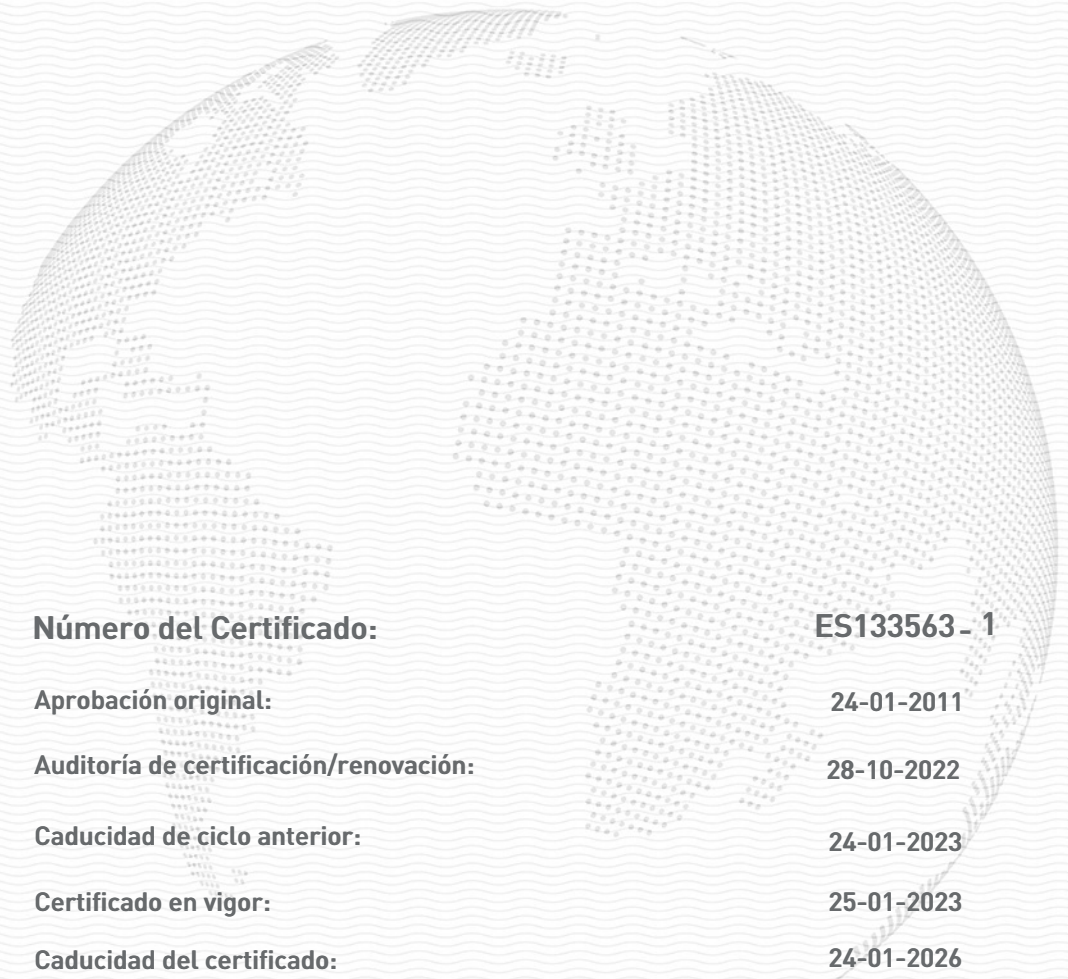 Número del Certificado: ES133563- 1
Aprobación original: 24-01-2011
Auditoría de certificación/renovación: 28-10-2022
Caducidad de ciclo anterior: 24-01-2023
Certificado en vigor: 25-01-2023
Caducidad del certificado: 24-01-2026